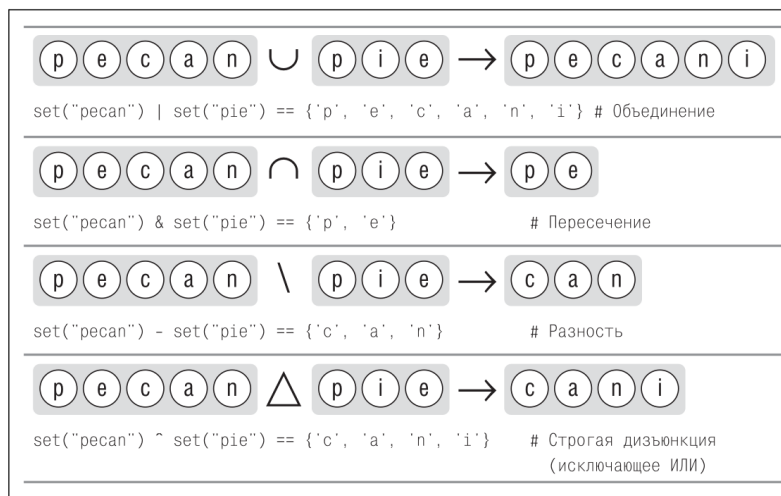 p e c a n ∪ p i e → p e c a n i
set("pecan") | set("pie") == {'p', 'e', 'c', 'a', 'n', 'i'} # Объединение
p e c a n ∩ p i e → p e
set("pecan") & set("pie") == {'p', 'e'} # Пересечение
p e c a n \ p i e → c a n
set("pecan") - set("pie") == {'c', 'a', 'n'} # Разность
p e c a n △ p i e → c a n i
set("pecan") ^ set("pie") == {'c', 'a', 'n', 'i'} # Строгая дизъюнкция
(исключающее ИЛИ)